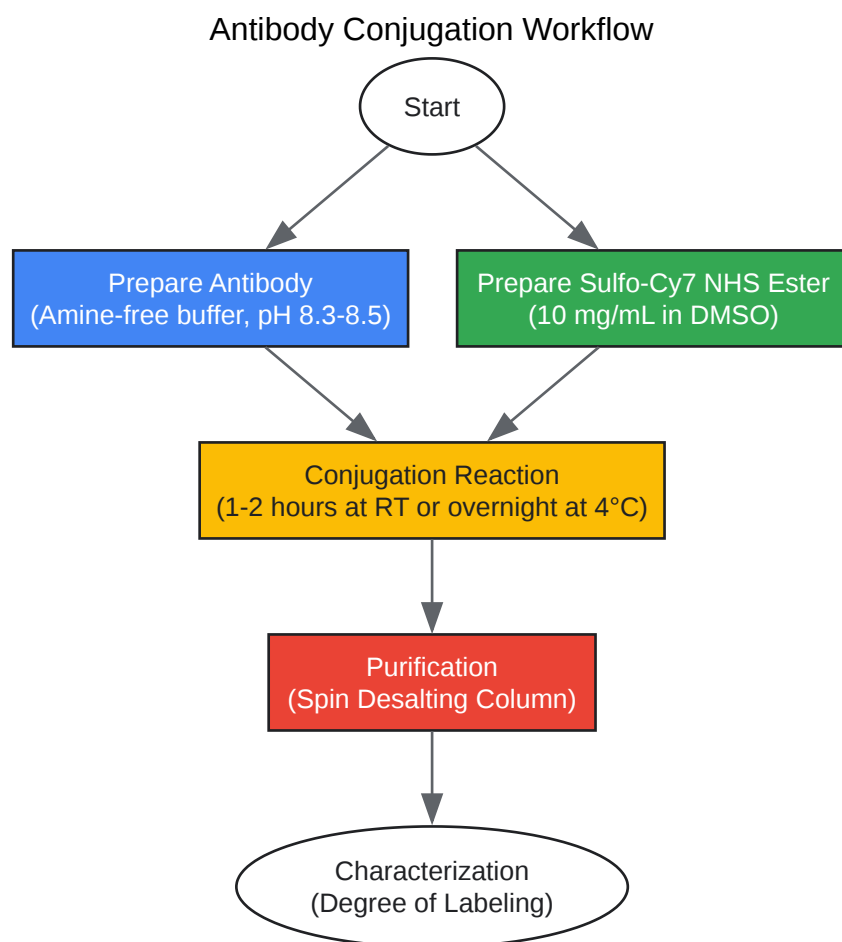 Antibody Conjugation Workflow
Start
Prepare Antibody
(Amine-free buffer, pH 8.3-8.5)
Prepare Sulfo-Cy7 NHS Ester
(10 mg/mL in DMSO)
Conjugation Reaction
(1-2 hours at RT or overnight at 4°C)
Purification
(Spin Desalting Column)
Characterization
(Degree of Labeling)